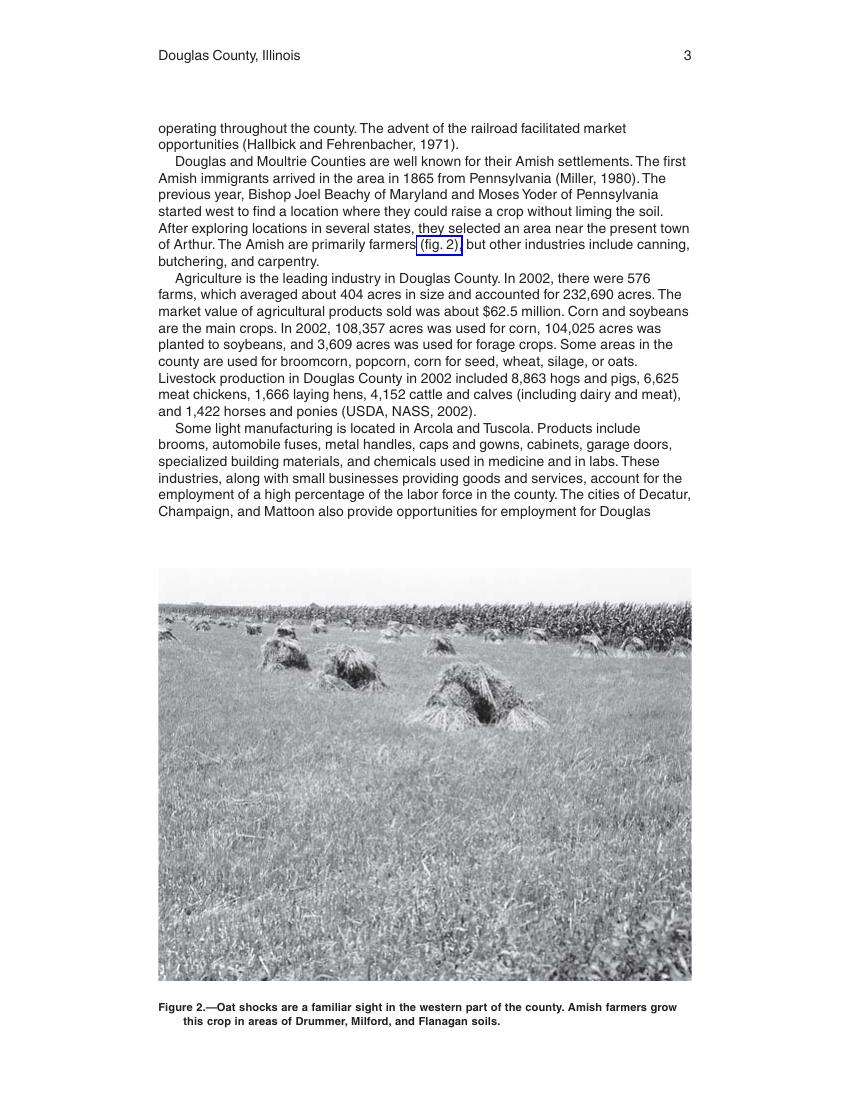 Douglas County, Illinois 3
operating throughout the county. The advent of the railroad facilitated market
opportunities (Hallbick and Fehrenbacher, 1971).
Douglas and Moultrie Counties are well known for their Amish settlements. The first
Amish immigrants arrived in the area in 1865 from Pennsylvania (Miller, 1980). The
previous year, Bishop Joel Beachy of Maryland and Moses Yoder of Pennsylvania
started west to find a location where they could raise a crop without liming the soil.
After exploring locations in several states, they selected an area near the present town
of Arthur. The Amish are primarily farmers (fig. 2), but other industries include canning,
butchering, and carpentry.
Agriculture is the leading industry in Douglas County. In 2002, there were 576
farms, which averaged about 404 acres in size and accounted for 232,690 acres. The
market value of agricultural products sold was about $62.5 million. Corn and soybeans
are the main crops. In 2002, 108,357 acres was used for corn, 104,025 acres was
planted to soybeans, and 3,609 acres was used for forage crops. Some areas in the
county are used for broomcorn, popcorn, corn for seed, wheat, silage, or oats.
Livestock production in Douglas County in 2002 included 8,863 hogs and pigs, 6,625
meat chickens, 1,666 laying hens, 4,152 cattle and calves (including dairy and meat),
and 1,422 horses and ponies (USDA, NASS, 2002).
Some light manufacturing is located in Arcola and Tuscola. Products include
brooms, automobile fuses, metal handles, caps and gowns, cabinets, garage doors,
specialized building materials, and chemicals used in medicine and in labs. These
industries, along with small businesses providing goods and services, account for the
employment of a high percentage of the labor force in the county. The cities of Decatur,
Champaign, and Mattoon also provide opportunities for employment for Douglas
Figure 2.—Oat shocks are a familiar sight in the western part of the county. Amish farmers grow
this crop in areas of Drummer, Milford, and Flanagan soils.